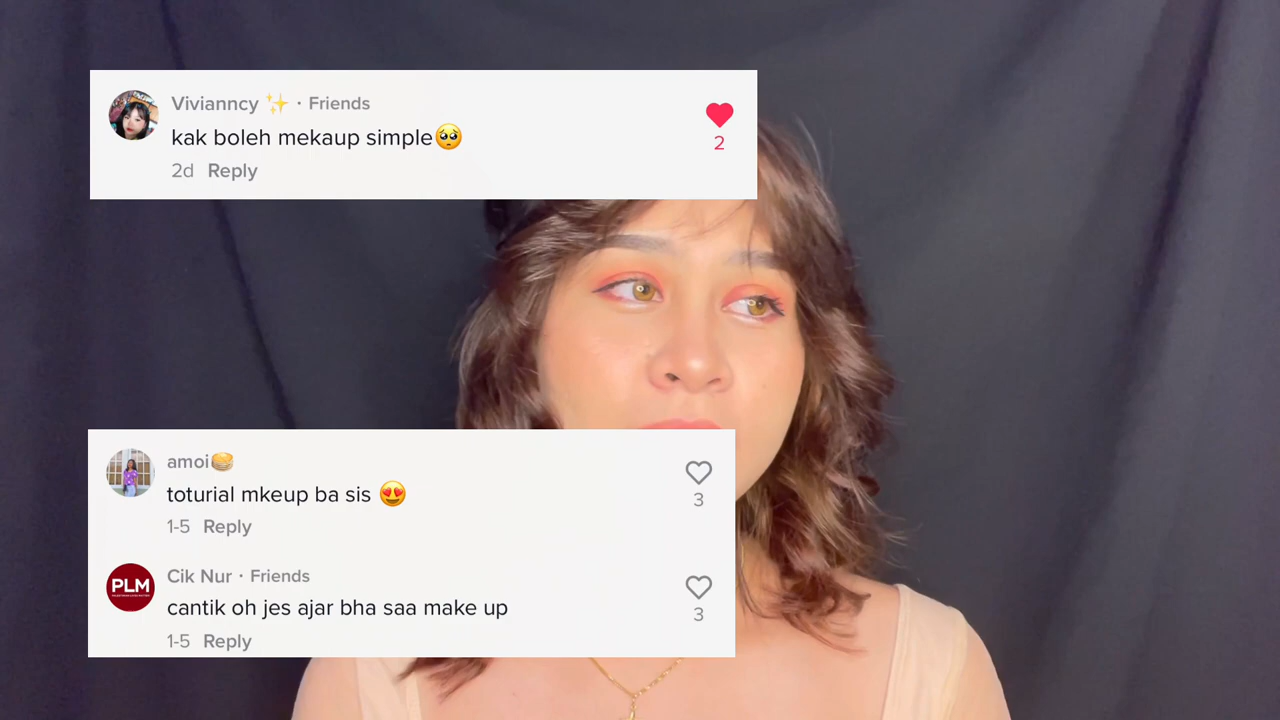 Vivianncy ✨ · Friends
kak boleh mekaup simple🥺
2
2d Reply
amoi🥞
toturial mkeup ba sis 😍
3
1-5 Reply
PLM
Cik Nur · Friends
cantik oh jes ajar bha saa make up
3
1-5 Reply